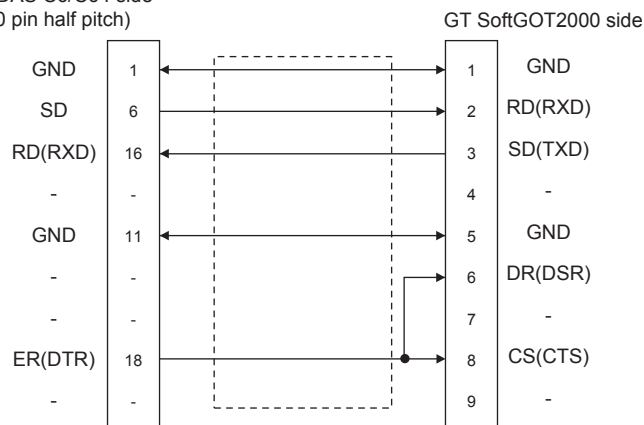 GT SoftGOT2000 side
0 pin half pitch)
GND 1 1 GND
SD 6 2 RD(RXD)
RD(RXD) 16 3 SD(TXD)
- - 4 -
GND 11 5 GND
- - 6 DR(DSR)
- - 7 -
ER(DTR) 18 8 CS(CTS)
- - 9 -